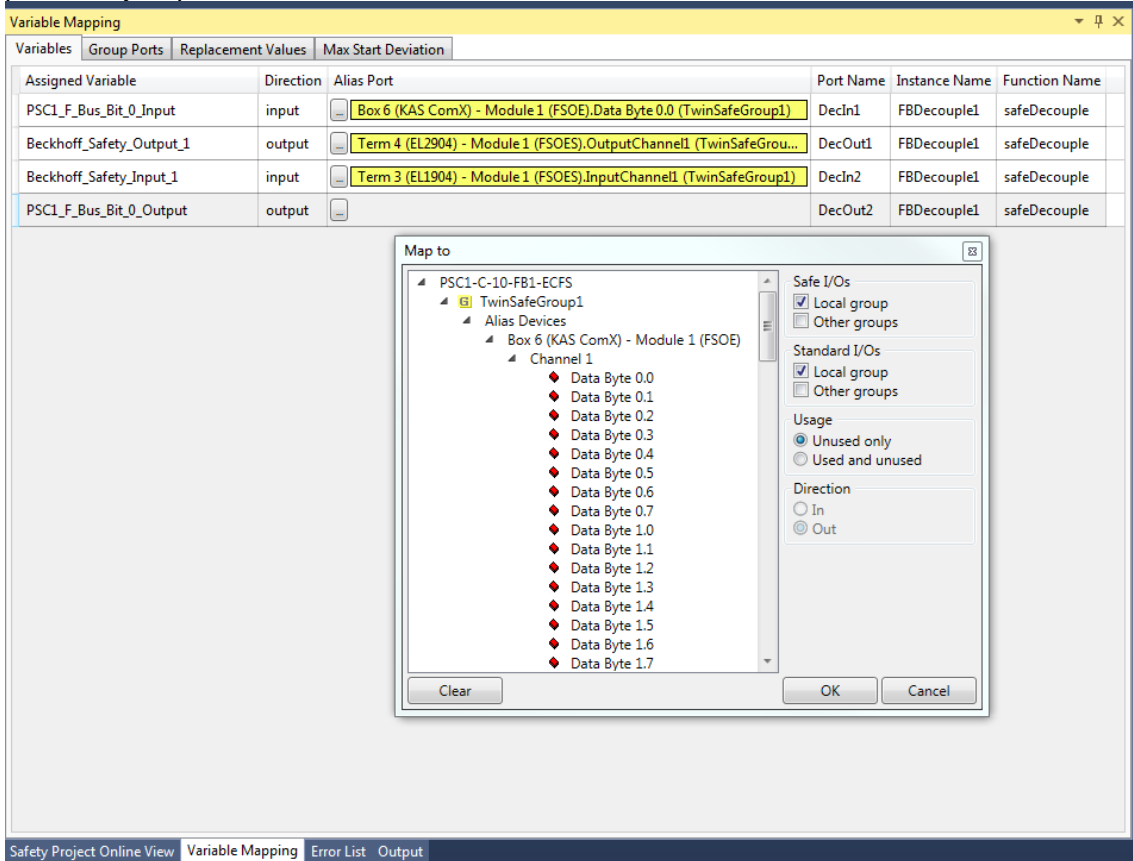 Variable Mapping
Variables Group Ports Replacement Values Max Start Deviation
Assigned Variable Direction Alias Port Port Name Instance Name Function Name
PSC1_F_Bus_Bit_0_Input input ... Box 6 (KAS ComX) - Module 1 (FSOE).Data Byte 0.0 (TwinSafeGroup1) DecIn1 FBDecouple1 safeDecouple
Beckhoff_Safety_Output_1 output ... Term 4 (EL2904) - Module 1 (FSOES).OutputChannel1 (TwinSafeGrou... DecOut1 FBDecouple1 safeDecouple
Beckhoff_Safety_Input_1 input ... Term 3 (EL1904) - Module 1 (FSOES).InputChannel1 (TwinSafeGroup1) DecIn2 FBDecouple1 safeDecouple
PSC1_F_Bus_Bit_0_Output output ... DecOut2 FBDecouple1 safeDecouple
Map to
PSC1-C-10-FB1-ECFS
G TwinSafeGroup1
Alias Devices
Box 6 (KAS ComX) - Module 1 (FSOE)
Channel 1
Data Byte 0.0
Data Byte 0.1
Data Byte 0.2
Data Byte 0.3
Data Byte 0.4
Data Byte 0.5
Data Byte 0.6
Data Byte 0.7
Data Byte 1.0
Data Byte 1.1
Data Byte 1.2
Data Byte 1.3
Data Byte 1.4
Data Byte 1.5
Data Byte 1.6
Data Byte 1.7
Safe I/Os
Local group
Other groups
Standard I/Os
Local group
Other groups
Usage
Unused only
Used and unused
Direction
In
Out
Clear OK Cancel
Safety Project Online View Variable Mapping Error List Output